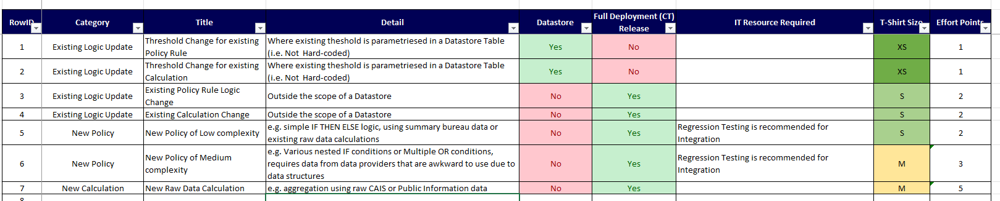 RowID Category Title Detail Datastore Full Deployment (CT) Release IT Resource Required T-Shirt Size Effort Points
1 Existing Logic Update Threshold Change for existing Where existing theshold is parametriesed in a Datastore Table Yes No XS 1
Policy Rule (i.e. Not Hard-coded)
2 Existing Logic Update Threshold Change for existing Where existing theshold is parametriesed in a Datastore Table Yes No XS 1
Calculation (i.e. Not Hard-coded)
3 Existing Logic Update Existing Policy Rule Logic Outside the scope of a Datastore No Yes S 2
Change
4 Existing Logic Update Existing Calculation Change Outside the scope of a Datastore No Yes S 2
5 New Policy New Policy of Low complexity e.g. simple IF THEN ELSE logic, using summary bureau data or No Yes Regression Testing is recommended for S 2
existing raw data calculations Integration
6 New Policy New Policy of Medium e.g. Various nested IF conditions or Multiple OR conditions, No Yes Regression Testing is recommended for M 3
complexity requires data from data providers that are awkward to use due to Integration
data structures
7 New Calculation New Raw Data Calculation e.g. aggregation using raw CAIS or Public Information data No Yes M 5
8